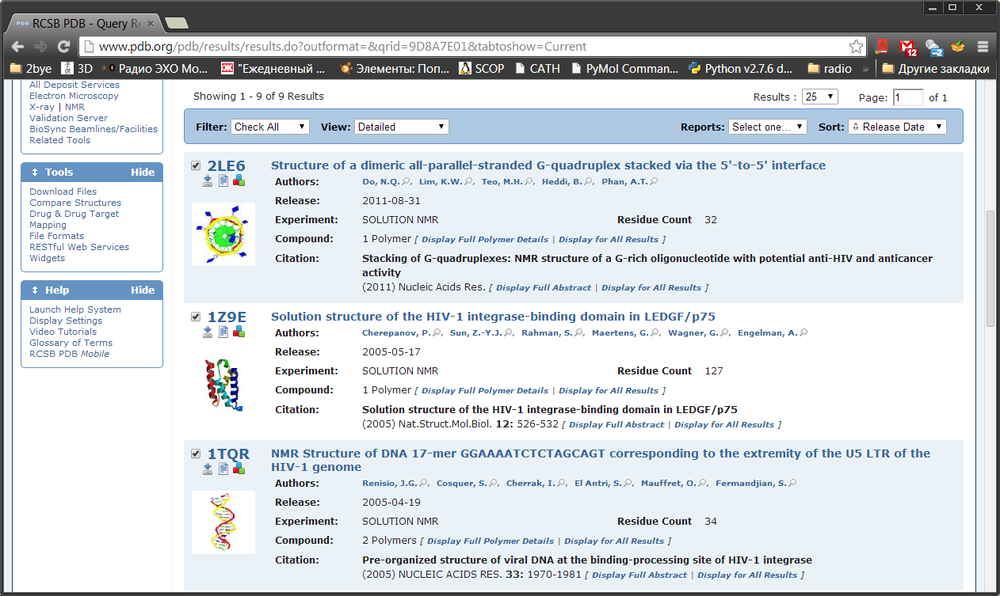 RCSB PDB - Query Re
www.pdb.org/pdb/results/results.do?outformat=&qrid=9D8A7E01&tabtoshow=Current
12
-2
2bye
3D
Радио ЭХО Мо...
"Ежедневный ...
Элементы: Поп...
SCOP
CATH
PyMol Comman...
Python v2.7.6 d...
radio
»
Другие закладки
All Deposit Services
Electron Microscopy
X-ray | NMR
Validation Server
BioSync Beamlines/Facilities
Related Tools
Tools Hide
Download Files
Compare Structures
Drug & Drug Target
Mapping
File Formats
RESTful Web Services
Widgets
Help Hide
Launch Help System
Display Settings
Video Tutorials
Glossary of Terms
RCSB PDB Mobile
Showing 1 - 9 of 9 Results
Results : 25
Page: 1 of 1
Filter: Check All
View: Detailed
Reports: Select one...
Sort: ⇩ Release Date
2LE6 Structure of a dimeric all-parallel-stranded G-quadruplex stacked via the 5'-to-5' interface
Authors: Do, N.Q., Lim, K.W., Teo, M.H., Heddi, B., Phan, A.T.
Release: 2011-08-31
Experiment: SOLUTION NMR Residue Count 32
Compound: 1 Polymer [ Display Full Polymer Details | Display for All Results ]
Citation: Stacking of G-quadruplexes: NMR structure of a G-rich oligonucleotide with potential anti-HIV and anticancer
activity
(2011) Nucleic Acids Res. [ Display Full Abstract | Display for All Results ]
1Z9E Solution structure of the HIV-1 integrase-binding domain in LEDGF/p75
Authors: Cherepanov, P., Sun, Z.-Y.J., Rahman, S., Maertens, G., Wagner, G., Engelman, A.
Release: 2005-05-17
Experiment: SOLUTION NMR Residue Count 127
Compound: 1 Polymer [ Display Full Polymer Details | Display for All Results ]
Citation: Solution structure of the HIV-1 integrase-binding domain in LEDGF/p75
(2005) Nat.Struct.Mol.Biol. 12: 526-532 [ Display Full Abstract | Display for All Results ]
1TQR NMR Structure of DNA 17-mer GGAAAATCTCTAGCAGT corresponding to the extremity of the U5 LTR of the
HIV-1 genome
Authors: Renisio, J.G., Cosquer, S., Cherrak, I., El Antri, S., Mauffret, O., Fermandjian, S.
Release: 2005-04-19
Experiment: SOLUTION NMR Residue Count 34
Compound: 2 Polymers [ Display Full Polymer Details | Display for All Results ]
Citation: Pre-organized structure of viral DNA at the binding-processing site of HIV-1 integrase
(2005) NUCLEIC ACIDS RES. 33: 1970-1981 [ Display Full Abstract | Display for All Results ]